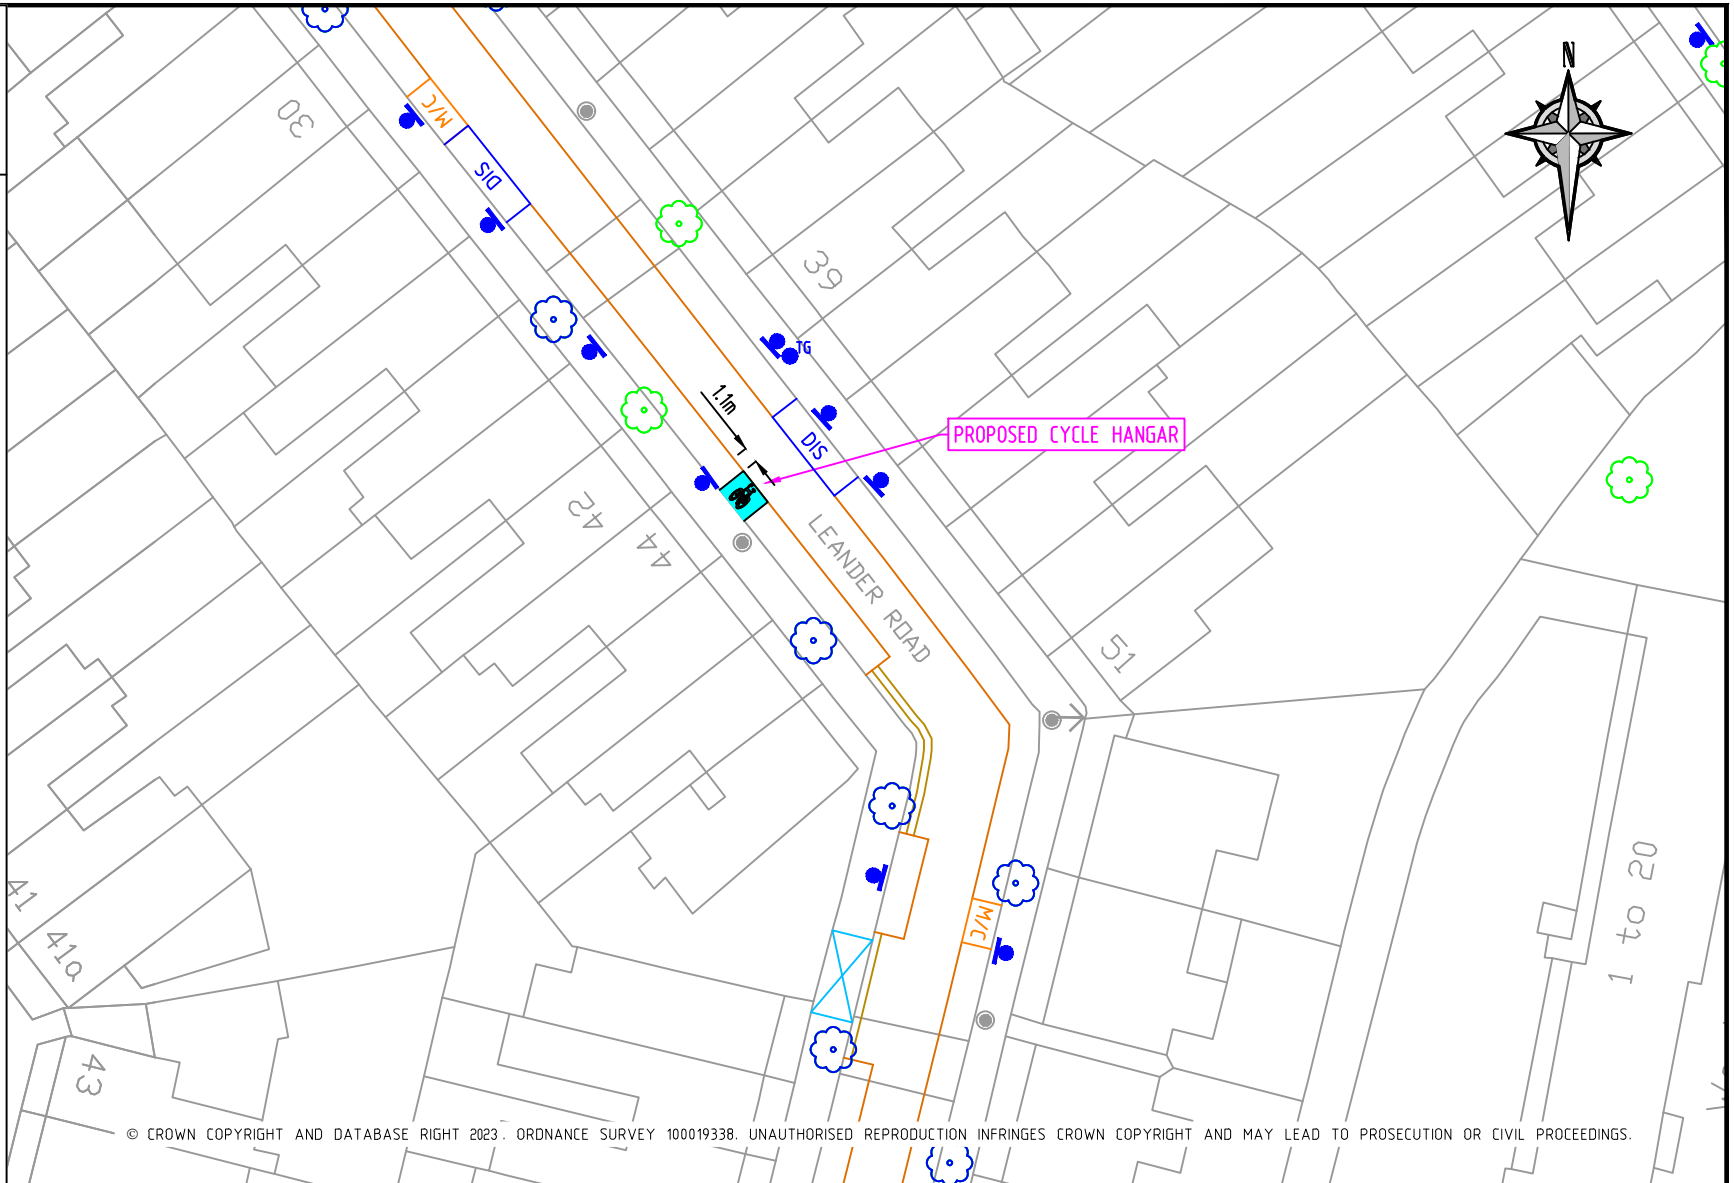 N
30
M/C
DIS
39
TG
1.1m
DIS
PROPOSED CYCLE HANGAR
42
44
LEANDER ROAD
51
41
41a
M/C
1 to 20
43
© CROWN COPYRIGHT AND DATABASE RIGHT 2023. ORDNANCE SURVEY 100019338. UNAUTHORISED REPRODUCTION INFRINGES CROWN COPYRIGHT AND MAY LEAD TO PROSECUTION OR CIVIL PROCEEDINGS.